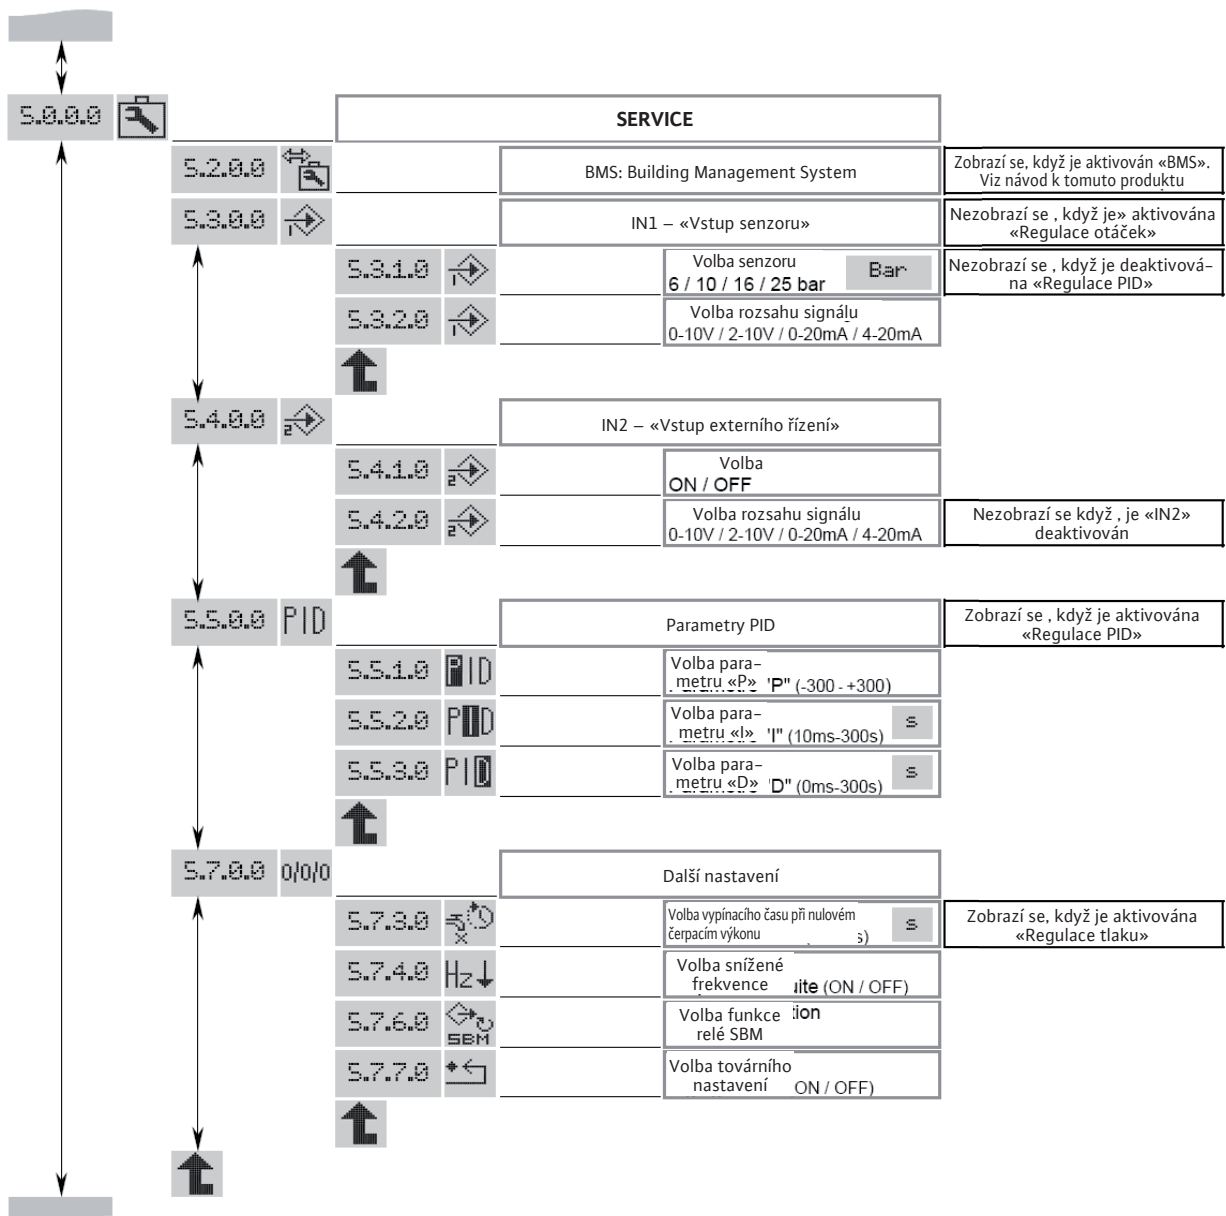 5.0.0.0
SERVICE
5.2.0.0
BMS: Building Management System
Zobrazí se, když je aktivován «BMS».
Viz návod k tomuto produktu
5.3.0.0
1
IN1 – «Vstup senzoru»
Nezobrazí se , když je» aktivována
«Regulace otáček»
5.3.1.0
1
Volba senzoru
6 / 10 / 16 / 25 bar
Bar
Nezobrazí se , když je deaktivová-
na «Regulace PID»
5.3.2.0
1
Volba rozsahu signálu
0-10V / 2-10V / 0-20mA / 4-20mA
5.4.0.0
2
IN2 – «Vstup externího řízení»
5.4.1.0
2
Volba
ON / OFF
5.4.2.0
2
Volba rozsahu signálu
0-10V / 2-10V / 0-20mA / 4-20mA
Nezobrazí se když , je «IN2»
deaktivován
5.5.0.0
PID
Parametry PID
Zobrazí se , když je aktivována
«Regulace PID»
5.5.1.0
PID
Volba para-
metru «P» 'P" (-300 - +300)
5.5.2.0
PID
Volba para-
metru «I» 'I" (10ms-300s)
s
5.5.3.0
PID
Volba para-
metru «D» 'D" (0ms-300s)
s
5.7.0.0
0/0/0
Další nastavení
5.7.3.0
X
Volba vypínacího času při nulovém
čerpacím výkonu s)
s
Zobrazí se, když je aktivována
«Regulace tlaku»
5.7.4.0
Hz
Volba snížené
frekvence uite (ON / OFF)
5.7.6.0
SBM
Volba funkce tion
relé SBM
5.7.7.0
Volba továrního
nastavení ON / OFF)